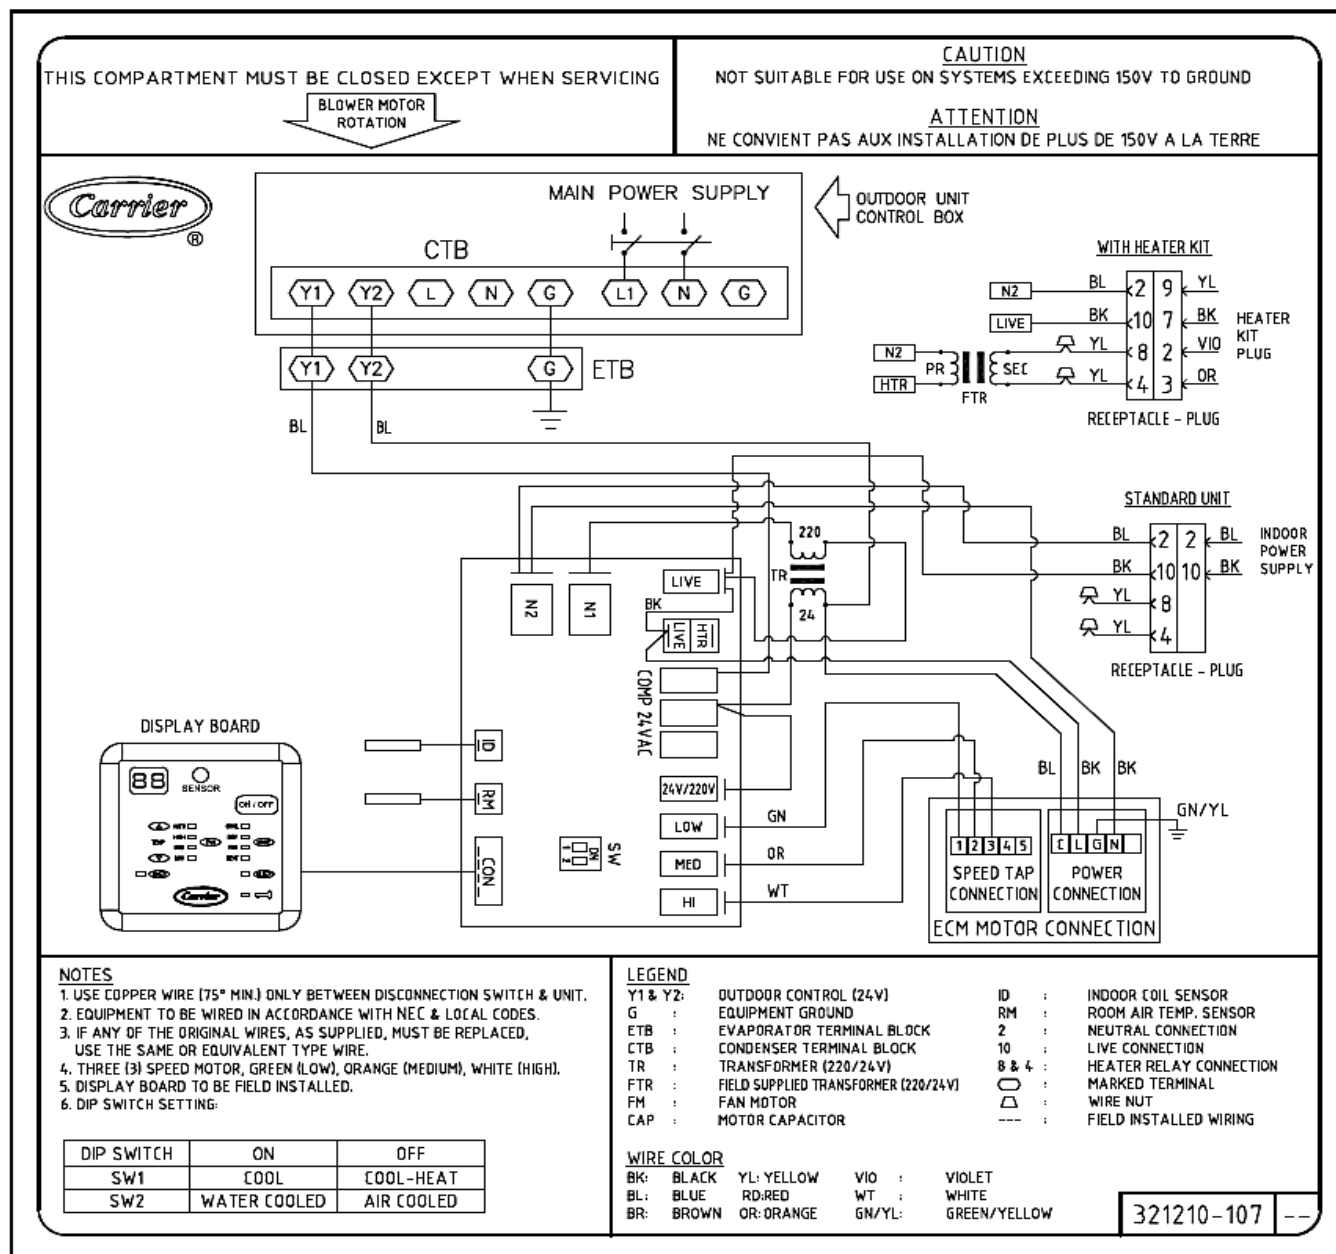 THIS COMPARTMENT MUST BE CLOSED EXCEPT WHEN SERVICING
BLOWER MOTOR
ROTATION
CAUTION
NOT SUITABLE FOR USE ON SYSTEMS EXCEEDING 150V TO GROUND
ATTENTION
NE CONVIENT PAS AUX INSTALLATION DE PLUS DE 150V A LA TERRE
Carrier
®
MAIN POWER SUPPLY
OUTDOOR UNIT
CONTROL BOX
CTB
Y1 Y2 L N G L1 N G
Y1 Y2 G ETB
BL BL
WITH HEATER KIT
N2 BL 2 9 YL
LIVE BK 10 7 BK
N2 YL 8 2 VIO
HTR YL 4 3 OR
PR SEC
FTR
HEATER
KIT
PLUG
RECEPTACLE - PLUG
STANDARD UNIT
BL 2 2 BL
BK 10 10 BK
YL 8
YL 4
INDOOR
POWER
SUPPLY
RECEPTACLE - PLUG
220
TR
24
N2 N1
LIVE
BK
LIVE HTR
COMP 24VAC
24V/220V
LOW GN
MED OR
HI WT
ID
RM
CON
ON
1 2
SW
DISPLAY BOARD
88
SENSOR
ON/OFF
Carrier
BL BK BK
GN/YL
1 2 3 4 5
C L G N
SPEED TAP
CONNECTION
POWER
CONNECTION
ECM MOTOR CONNECTION
NOTES
1. USE COPPER WIRE (75° MIN.) ONLY BETWEEN DISCONNECTION SWITCH & UNIT.
2. EQUIPMENT TO BE WIRED IN ACCORDANCE WITH NEC & LOCAL CODES.
3. IF ANY OF THE ORIGINAL WIRES, AS SUPPLIED, MUST BE REPLACED,
USE THE SAME OR EQUIVALENT TYPE WIRE.
4. THREE (3) SPEED MOTOR, GREEN (LOW), ORANGE (MEDIUM), WHITE (HIGH).
5. DISPLAY BOARD TO BE FIELD INSTALLED.
6. DIP SWITCH SETTING:
DIP SWITCH ON OFF
SW1 COOL COOL-HEAT
SW2 WATER COOLED AIR COOLED
LEGEND
Y1 & Y2: OUTDOOR CONTROL (24V)
G : EQUIPMENT GROUND
ETB : EVAPORATOR TERMINAL BLOCK
CTB : CONDENSER TERMINAL BLOCK
TR : TRANSFORMER (220/24V)
FTR : FIELD SUPPLIED TRANSFORMER (220/24V)
FM : FAN MOTOR
CAP : MOTOR CAPACITOR
ID : INDOOR COIL SENSOR
RM : ROOM AIR TEMP. SENSOR
2 : NEUTRAL CONNECTION
10 : LIVE CONNECTION
8 & 4 : HEATER RELAY CONNECTION
: MARKED TERMINAL
: WIRE NUT
--- : FIELD INSTALLED WIRING
WIRE COLOR
BK: BLACK YL: YELLOW VIO : VIOLET
BL: BLUE RD:RED WT : WHITE
BR: BROWN OR: ORANGE GN/YL: GREEN/YELLOW
321210-107 --